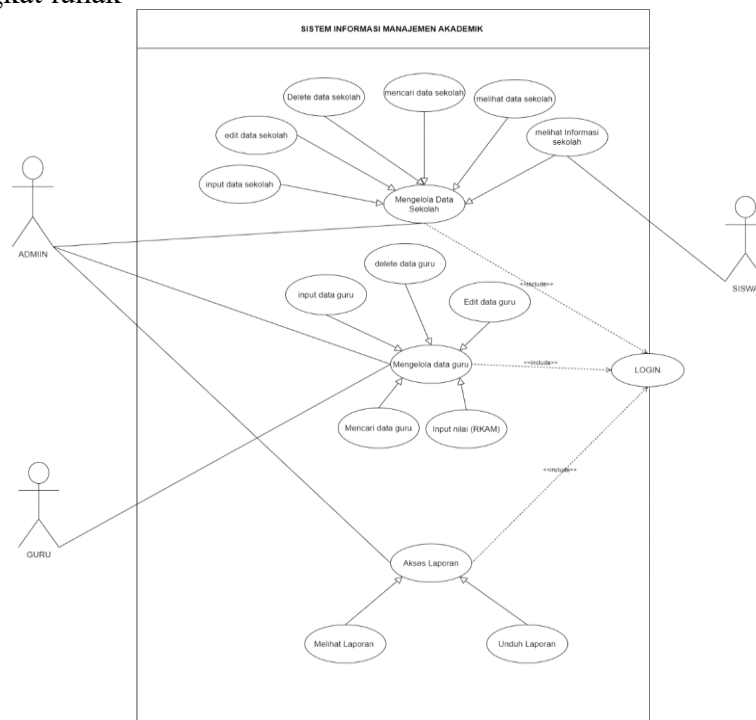 SISTEM INFORMASI MANAJEMEN AKADEMIK
Delete data sekolah
mencari data sekolah
melihat data sekolah
edit data sekolah
melihat Informasi
sekolah
input data sekolah
Mengelola Data
Sekolah
ADMIIN
SISWA
delete data guru
input data guru
Edit data guru
<<include>>
Mengelola data guru
<<include>>
LOGIN
Mencari data guru
Input nilai (RKAM)
<<include>>
GURU
Akses Laporan
Melihat Laporan
Unduh Laporan